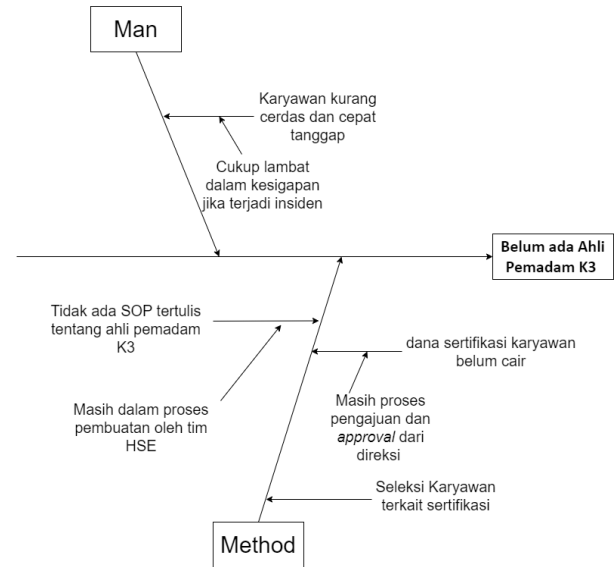 Man
Karyawan kurang
cerdas dan cepat
tanggap
Cukup lambat
dalam kesigapan
jika terjadi insiden
Belum ada Ahli
Pemadam K3
Tidak ada SOP tertulis
tentang ahli pemadam
K3
dana sertifikasi karyawan
belum cair
Masih dalam proses
pembuatan oleh tim
HSE
Masih proses
pengajuan dan
approval dari
direksi
Seleksi Karyawan
terkait sertifikasi
Method